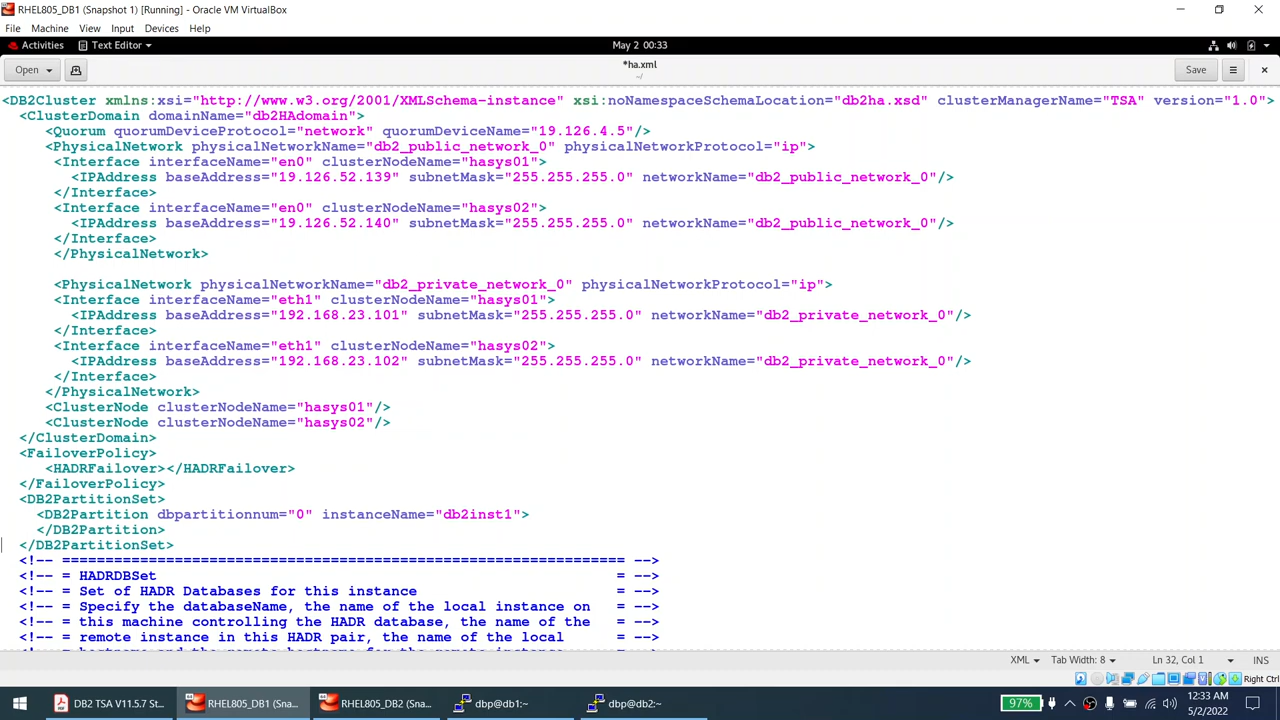 RHEL805_DB1 (Snapshot 1) [Running] - Oracle VM VirtualBox
File Machine View Input Devices Help
Activities Text Editor May 2 00:33
Open *ha.xml Save
~/
<DB2Cluster xmlns:xsi="http://www.w3.org/2001/XMLSchema-instance" xsi:noNamespaceSchemaLocation="db2ha.xsd" clusterManagerName="TSA" version="1.0">
<ClusterDomain domainName="db2HAdomain">
<Quorum quorumDeviceProtocol="network" quorumDeviceName="19.126.4.5"/>
<PhysicalNetwork physicalNetworkName="db2_public_network_0" physicalNetworkProtocol="ip">
<Interface interfaceName="en0" clusterNodeName="hasys01">
<IPAddress baseAddress="19.126.52.139" subnetMask="255.255.255.0" networkName="db2_public_network_0"/>
</Interface>
<Interface interfaceName="en0" clusterNodeName="hasys02">
<IPAddress baseAddress="19.126.52.140" subnetMask="255.255.255.0" networkName="db2_public_network_0"/>
</Interface>
</PhysicalNetwork>
<PhysicalNetwork physicalNetworkName="db2_private_network_0" physicalNetworkProtocol="ip">
<Interface interfaceName="eth1" clusterNodeName="hasys01">
<IPAddress baseAddress="192.168.23.101" subnetMask="255.255.255.0" networkName="db2_private_network_0"/>
</Interface>
<Interface interfaceName="eth1" clusterNodeName="hasys02">
<IPAddress baseAddress="192.168.23.102" subnetMask="255.255.255.0" networkName="db2_private_network_0"/>
</Interface>
</PhysicalNetwork>
<ClusterNode clusterNodeName="hasys01"/>
<ClusterNode clusterNodeName="hasys02"/>
</ClusterDomain>
<FailoverPolicy>
<HADRFailover></HADRFailover>
</FailoverPolicy>
<DB2PartitionSet>
<DB2Partition dbpartitionnum="0" instanceName="db2inst1">
</DB2Partition>
</DB2PartitionSet>
<!-- ================================================================= -->
<!-- = HADRDBSet = -->
<!-- = Set of HADR Databases for this instance = -->
<!-- = Specify the databaseName, the name of the local instance on = -->
<!-- = this machine controlling the HADR database, the name of the = -->
<!-- = remote instance in this HADR pair, the name of the local = -->
<!-- = hostname and the remote hostname for the remote instance = -->
XML Tab Width: 8 Ln 32, Col 1 INS
Right Ctrl
DB2 TSA V11.5.7 St... RHEL805_DB1 (Sna... RHEL805_DB2 (Sna... dbp@db1:~ dbp@db2:~ 97% 12:33 AM
5/2/2022